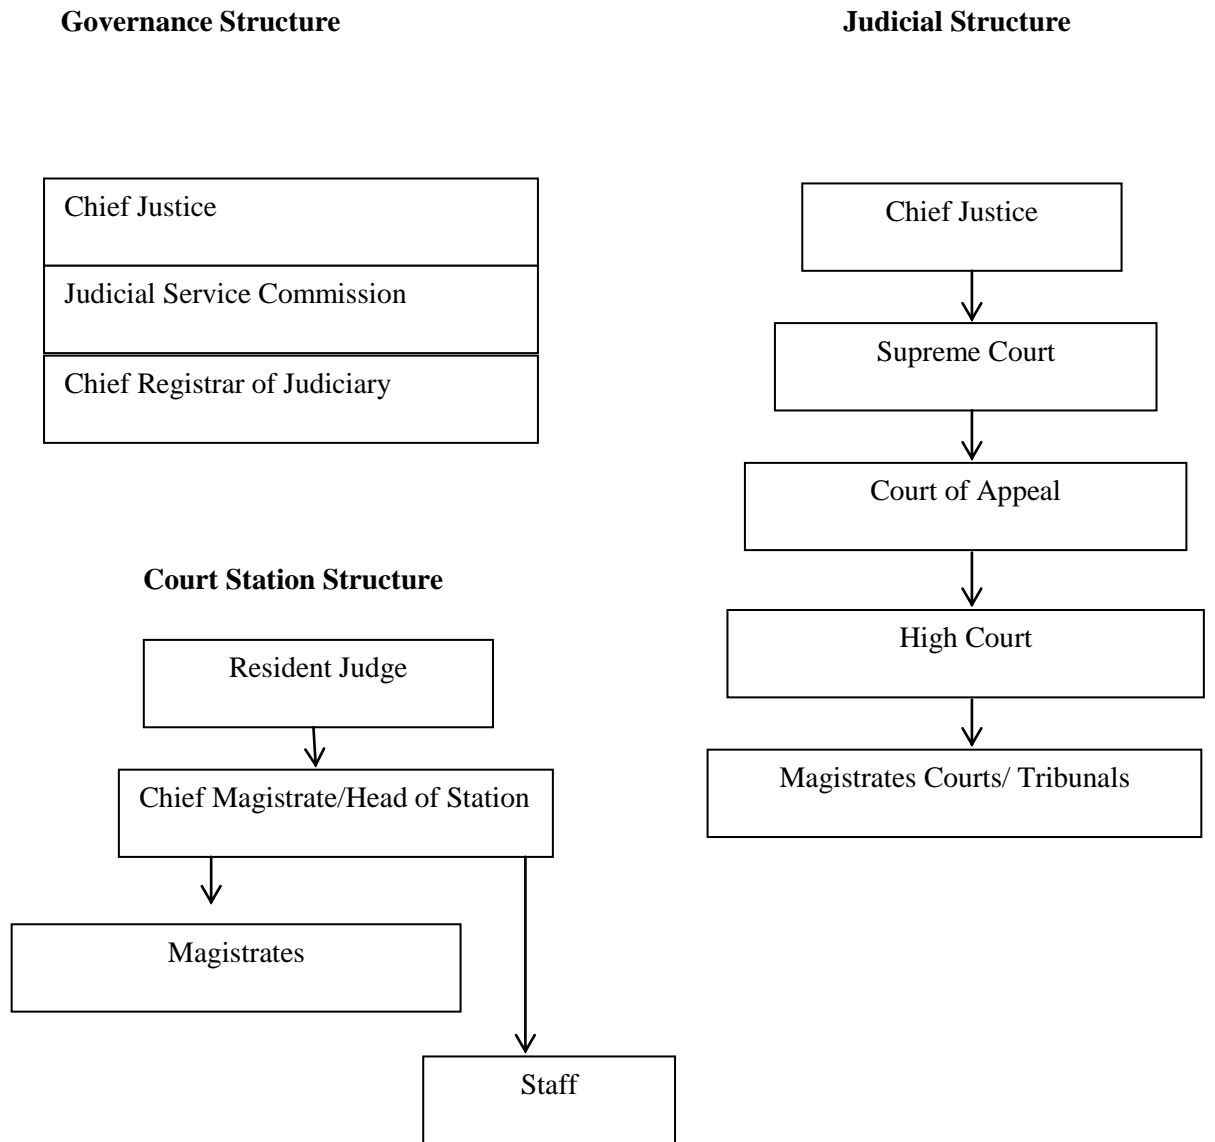 Governance Structure
Chief Justice
Judicial Service Commission
Chief Registrar of Judiciary
Court Station Structure
Resident Judge
Chief Magistrate/Head of Station
Magistrates
Staff
Judicial Structure
Chief Justice
Supreme Court
Court of Appeal
High Court
Magistrates Courts/ Tribunals